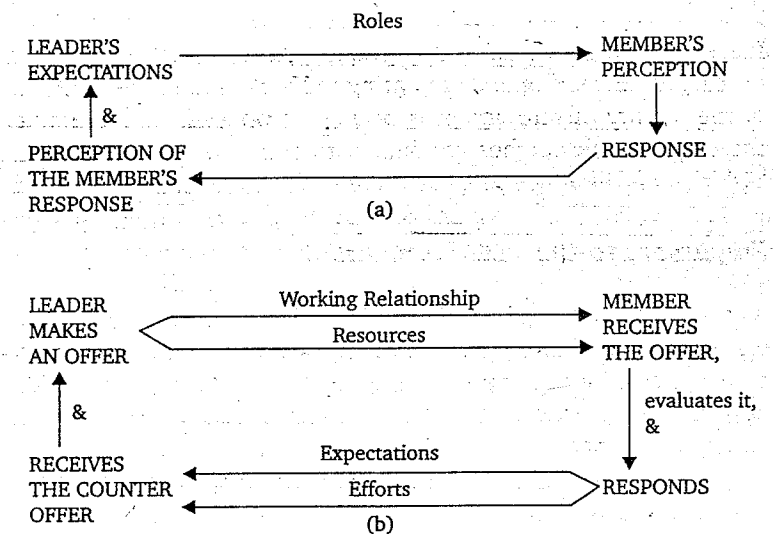 Roles
LEADER'S
EXPECTATIONS
MEMBER'S
PERCEPTION
&
PERCEPTION OF
THE MEMBER'S
RESPONSE
RESPONSE
(a)
LEADER
MAKES
AN OFFER
Working Relationship
Resources
MEMBER
RECEIVES
THE OFFER,
&
evaluates it,
&
RECEIVES
THE COUNTER
OFFER
Expectations
Efforts
RESPONDS
(b)